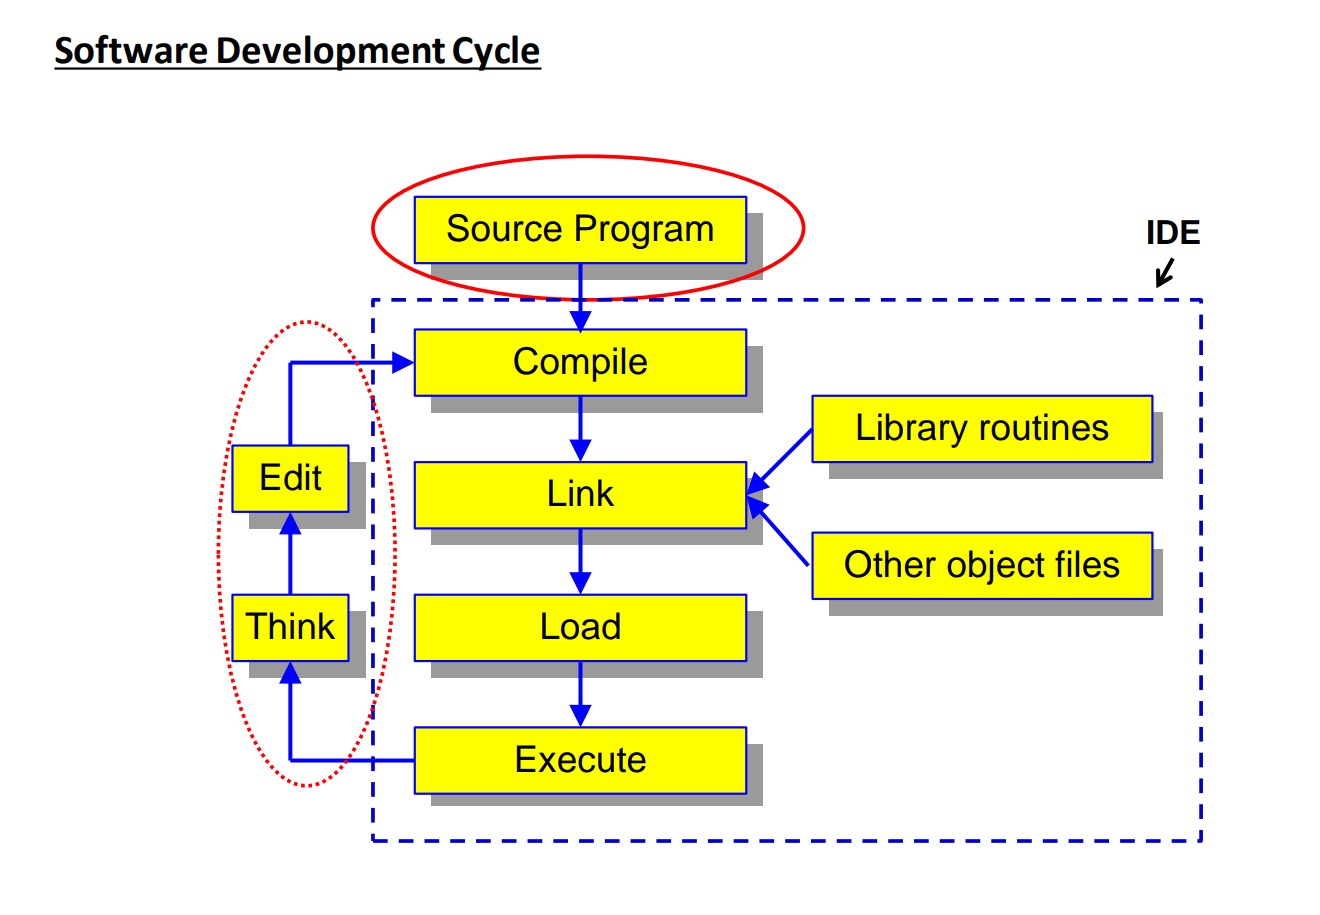 Software Development Cycle
Source Program
IDE
Compile
Library routines
Edit
Link
Other object files
Think
Load
Execute